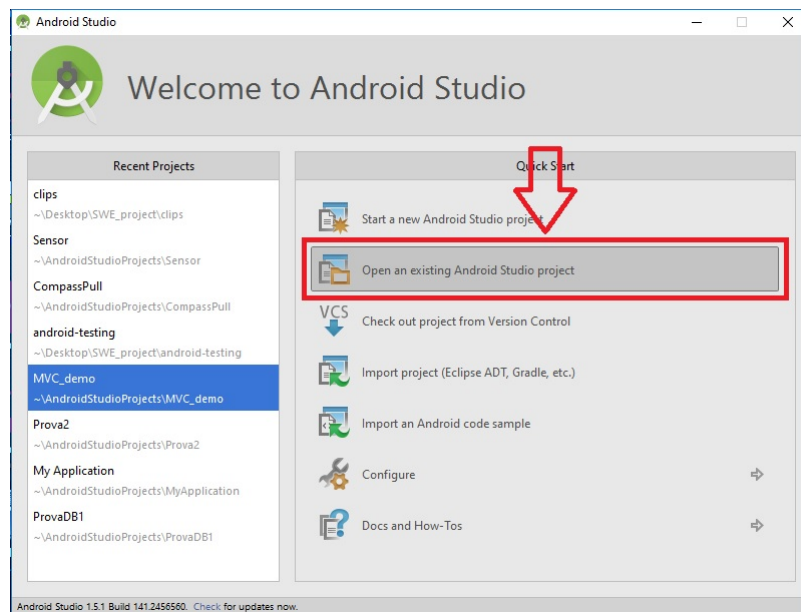 Android Studio
Welcome to Android Studio
Recent Projects
clips
~\Desktop\SWE_project\clips
Sensor
~\AndroidStudioProjects\Sensor
CompassPull
~\AndroidStudioProjects\CompassPull
android-testing
~\Desktop\SWE_project\android-testing
MVC_demo
~\AndroidStudioProjects\MVC_demo
Prova2
~\AndroidStudioProjects\Prova2
My Application
~\AndroidStudioProjects\MyApplication
ProvaDB1
~\AndroidStudioProjects\ProvaDB1
Quick Start
Start a new Android Studio project
Open an existing Android Studio project
VCS
Check out project from Version Control
Import project (Eclipse ADT, Gradle, etc.)
Import an Android code sample
Configure
Docs and How-Tos
Android Studio 1.5.1 Build 141.2456560. Check for updates now.